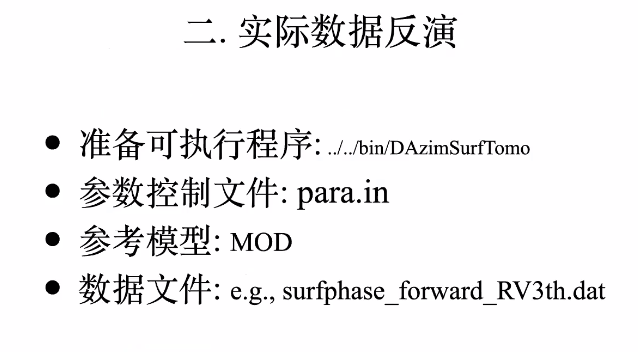 二. 实际数据反演
• 准备可执行程序: ../../bin/DAzimSurfTomo
• 参数控制文件: para.in
• 参考模型: MOD
• 数据文件: e.g., surfphase_forward_RV3th.dat